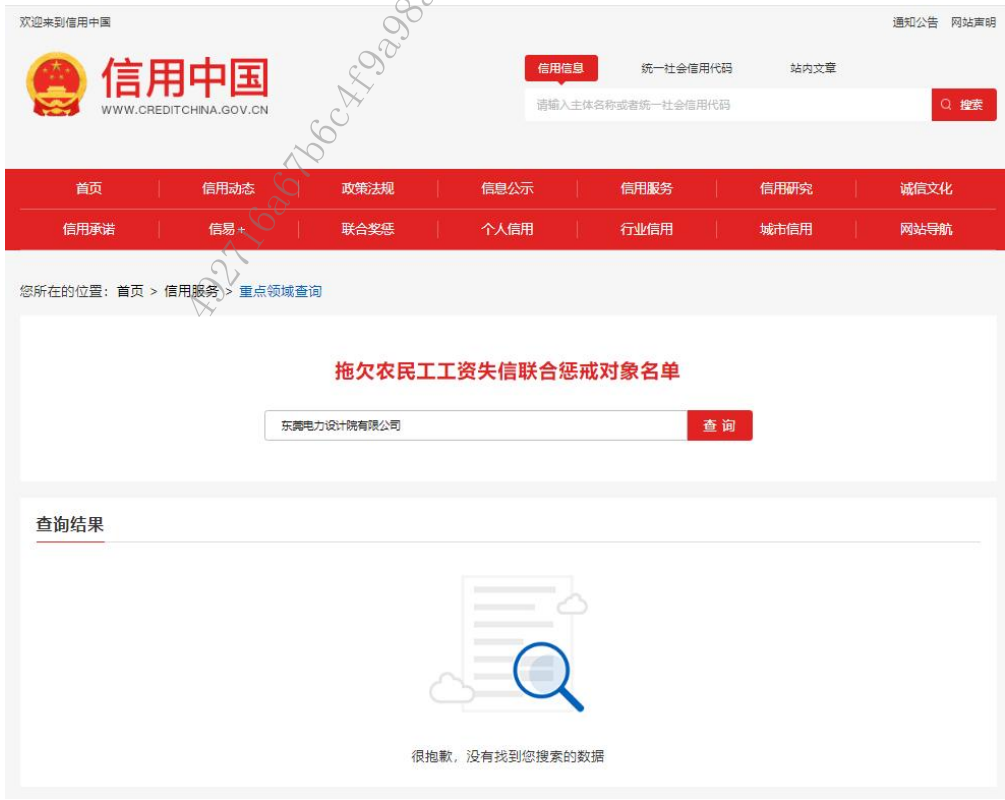 欢迎来到信用中国
通知公告 网站声明
信用中国
WWW.CREDITCHINA.GOV.CN
信用信息 统一社会信用代码 站内文章
请输入主体名称或者统一社会信用代码 搜索
首页 信用动态 政策法规 信息公示 信用服务 信用研究 诚信文化
信用承诺 信易+ 联合奖惩 个人信用 行业信用 城市信用 网站导航
您所在的位置：首页 > 信用服务 > 重点领域查询
拖欠农民工工资失信联合惩戒对象名单
东莞电力设计院有限公司 查询
查询结果
很抱歉，没有找到您搜索的数据